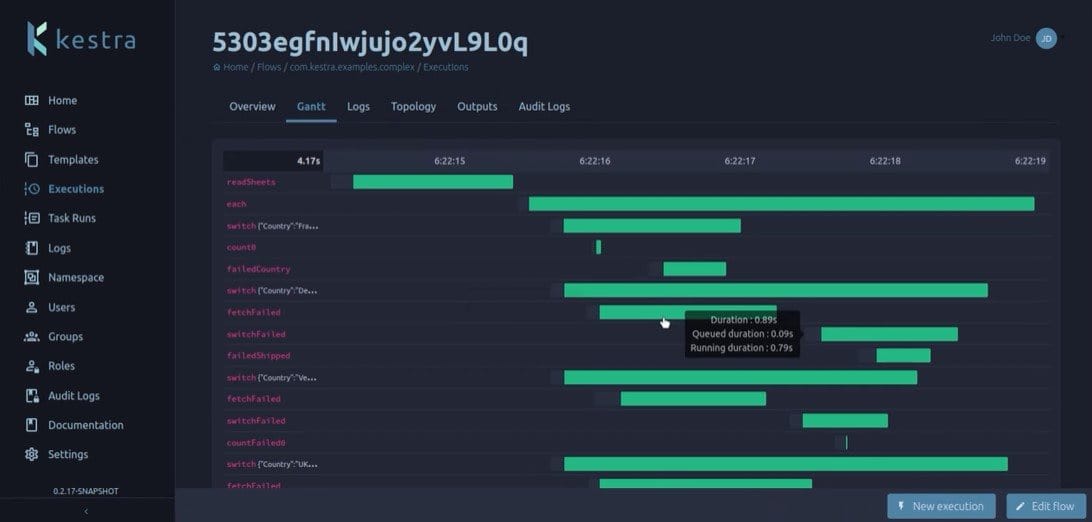 kestra
5303egfnIwjujo2yvL9L0q
John Doe JD
Home / Flows / com.kestra.examples.complex / Executions
Home
Flows
Templates
Executions
Task Runs
Logs
Namespace
Users
Groups
Roles
Audit Logs
Documentation
Settings
0.2.17-SNAPSHOT
Overview Gantt Logs Topology Outputs Audit Logs
4.17s 6:22:15 6:22:16 6:22:17 6:22:18 6:22:19
readSheets
each
switch {"Country":"Fra...
count0
failedCountry
switch {"Country":"De...
fetchFailed
Duration : 0.89s
Queued duration : 0.09s
Running duration : 0.79s
switchFailed
failedShipped
switch {"Country":"Ve...
fetchFailed
switchFailed
countFailed0
switch {"Country":"UK...
fetchFailed
New execution
Edit flow